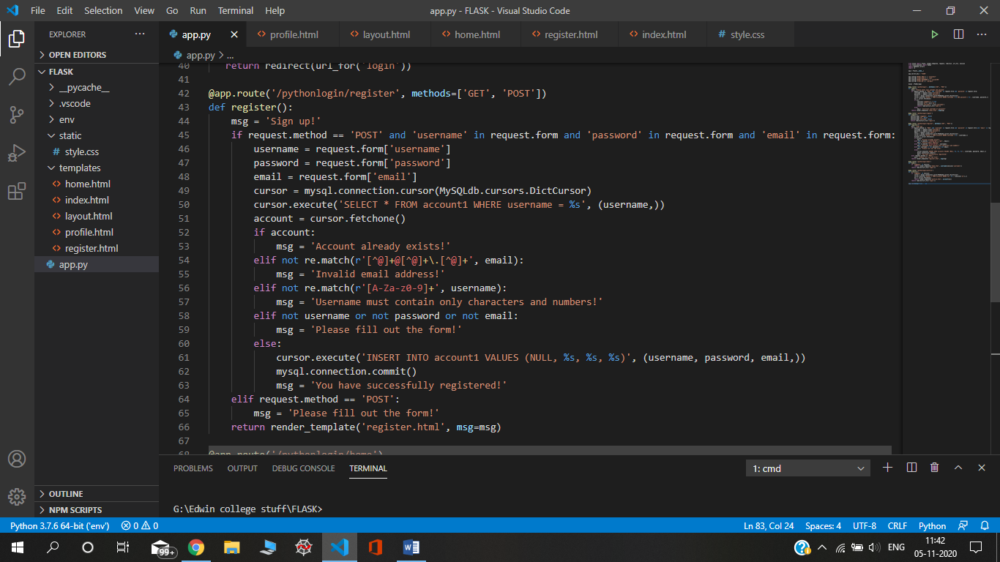 File Edit Selection View Go Run Terminal Help app.py - FLASK - Visual Studio Code
EXPLORER ···
OPEN EDITORS
FLASK
__pycache__
.vscode
env
static
# style.css
templates
<> home.html
<> index.html
<> layout.html
<> profile.html
<> register.html
app.py
OUTLINE
NPM SCRIPTS
app.py × <> profile.html <> layout.html <> home.html <> register.html <> index.html # style.css
app.py > ...
40 return redirect(url_for('login'))
41
42 @app.route('/pythonlogin/register', methods=['GET', 'POST'])
43 def register():
44 msg = 'Sign up!'
45 if request.method == 'POST' and 'username' in request.form and 'password' in request.form and 'email' in request.form:
46 username = request.form['username']
47 password = request.form['password']
48 email = request.form['email']
49 cursor = mysql.connection.cursor(MySQLdb.cursors.DictCursor)
50 cursor.execute('SELECT * FROM account1 WHERE username = %s', (username,))
51 account = cursor.fetchone()
52 if account:
53 msg = 'Account already exists!'
54 elif not re.match(r'[^@]+@[^@]+\.[^@]+', email):
55 msg = 'Invalid email address!'
56 elif not re.match(r'[A-Za-z0-9]+', username):
57 msg = 'Username must contain only characters and numbers!'
58 elif not username or not password or not email:
59 msg = 'Please fill out the form!'
60 else:
61 cursor.execute('INSERT INTO account1 VALUES (NULL, %s, %s, %s)', (username, password, email,))
62 mysql.connection.commit()
63 msg = 'You have successfully registered!'
64 elif request.method == 'POST':
65 msg = 'Please fill out the form!'
66 return render_template('register.html', msg=msg)
67
68 @app.route('/pythonlogin/home')
PROBLEMS OUTPUT DEBUG CONSOLE TERMINAL 1: cmd
G:\Edwin college stuff\FLASK>
Python 3.7.6 64-bit ('env') 0 0 Ln 83, Col 24 Spaces: 4 UTF-8 CRLF Python
99+ ENG 11:42
05-11-2020